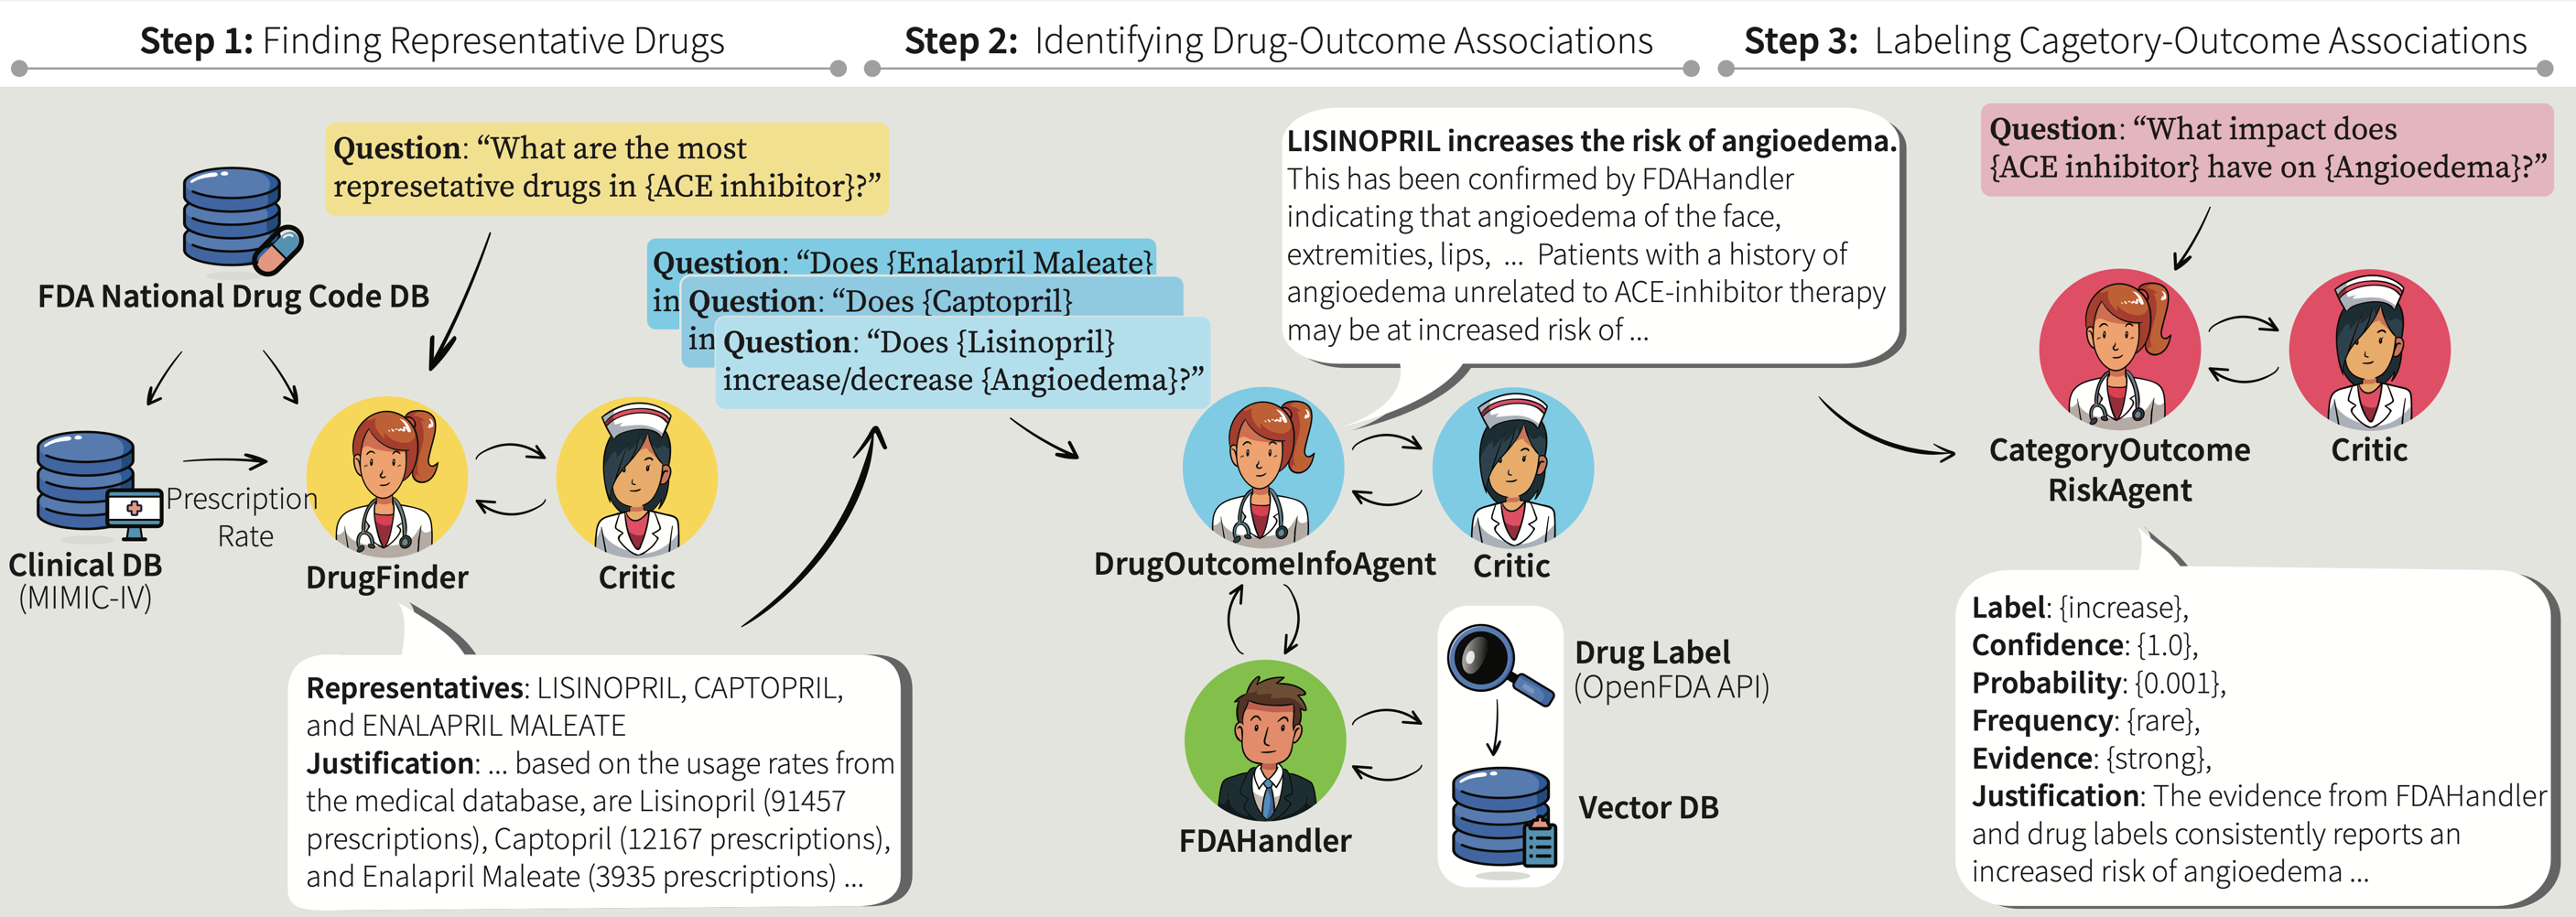 Step 1: Finding Representative Drugs
Step 2: Identifying Drug-Outcome Associations
Step 3: Labeling Cagetory-Outcome Associations
Question: “What are the most
represetative drugs in {ACE inhibitor}?”
FDA National Drug Code DB
Clinical DB
(MIMIC-IV)
Prescription
Rate
DrugFinder
Critic
Representatives: LISINOPRIL, CAPTOPRIL,
and ENALAPRIL MALEATE
Justification: ... based on the usage rates from
the medical database, are Lisinopril (91457
prescriptions), Captopril (12167 prescriptions),
and Enalapril Maleate (3935 prescriptions) ...
Question: “Does {Enalapril Maleate}
in
Question: “Does {Captopril}
in
Question: “Does {Lisinopril}
increase/decrease {Angioedema}?”
LISINOPRIL increases the risk of angioedema.
This has been confirmed by FDAHandler
indicating that angioedema of the face,
extremities, lips, ... Patients with a history of
angioedema unrelated to ACE-inhibitor therapy
may be at increased risk of ...
DrugOutcomeInfoAgent
Critic
FDAHandler
Drug Label
(OpenFDA API)
Vector DB
Question: “What impact does
{ACE inhibitor} have on {Angioedema}?”
CategoryOutcome
RiskAgent
Critic
Label: {increase},
Confidence: {1.0},
Probability: {0.001},
Frequency: {rare},
Evidence: {strong},
Justification: The evidence from FDAHandler
and drug labels consistently reports an
increased risk of angioedema ...